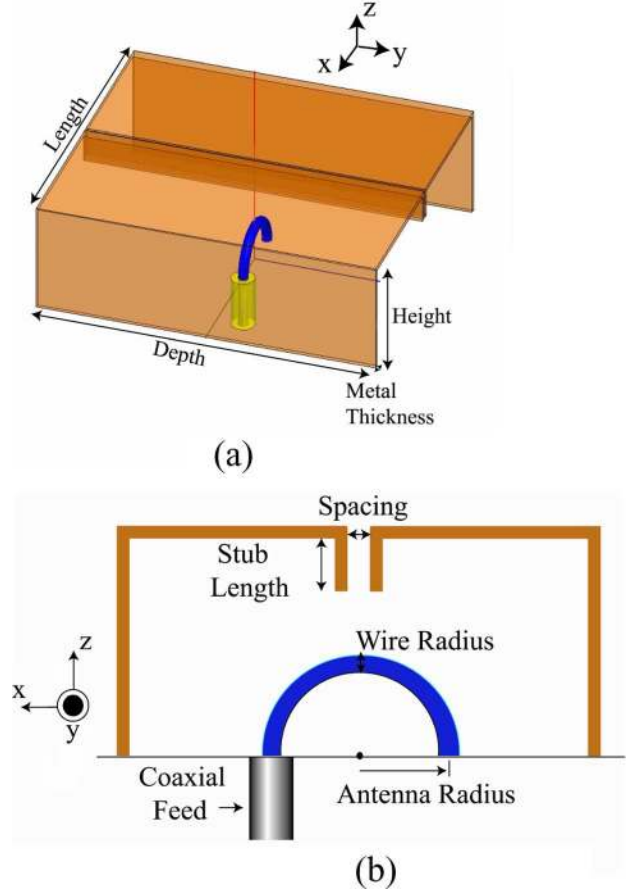 z
x
y
Length
Height
Depth
Metal
Thickness
(a)
Spacing
Stub
Length
Wire Radius
z
x
y
Coaxial
Feed
Antenna Radius
(b)